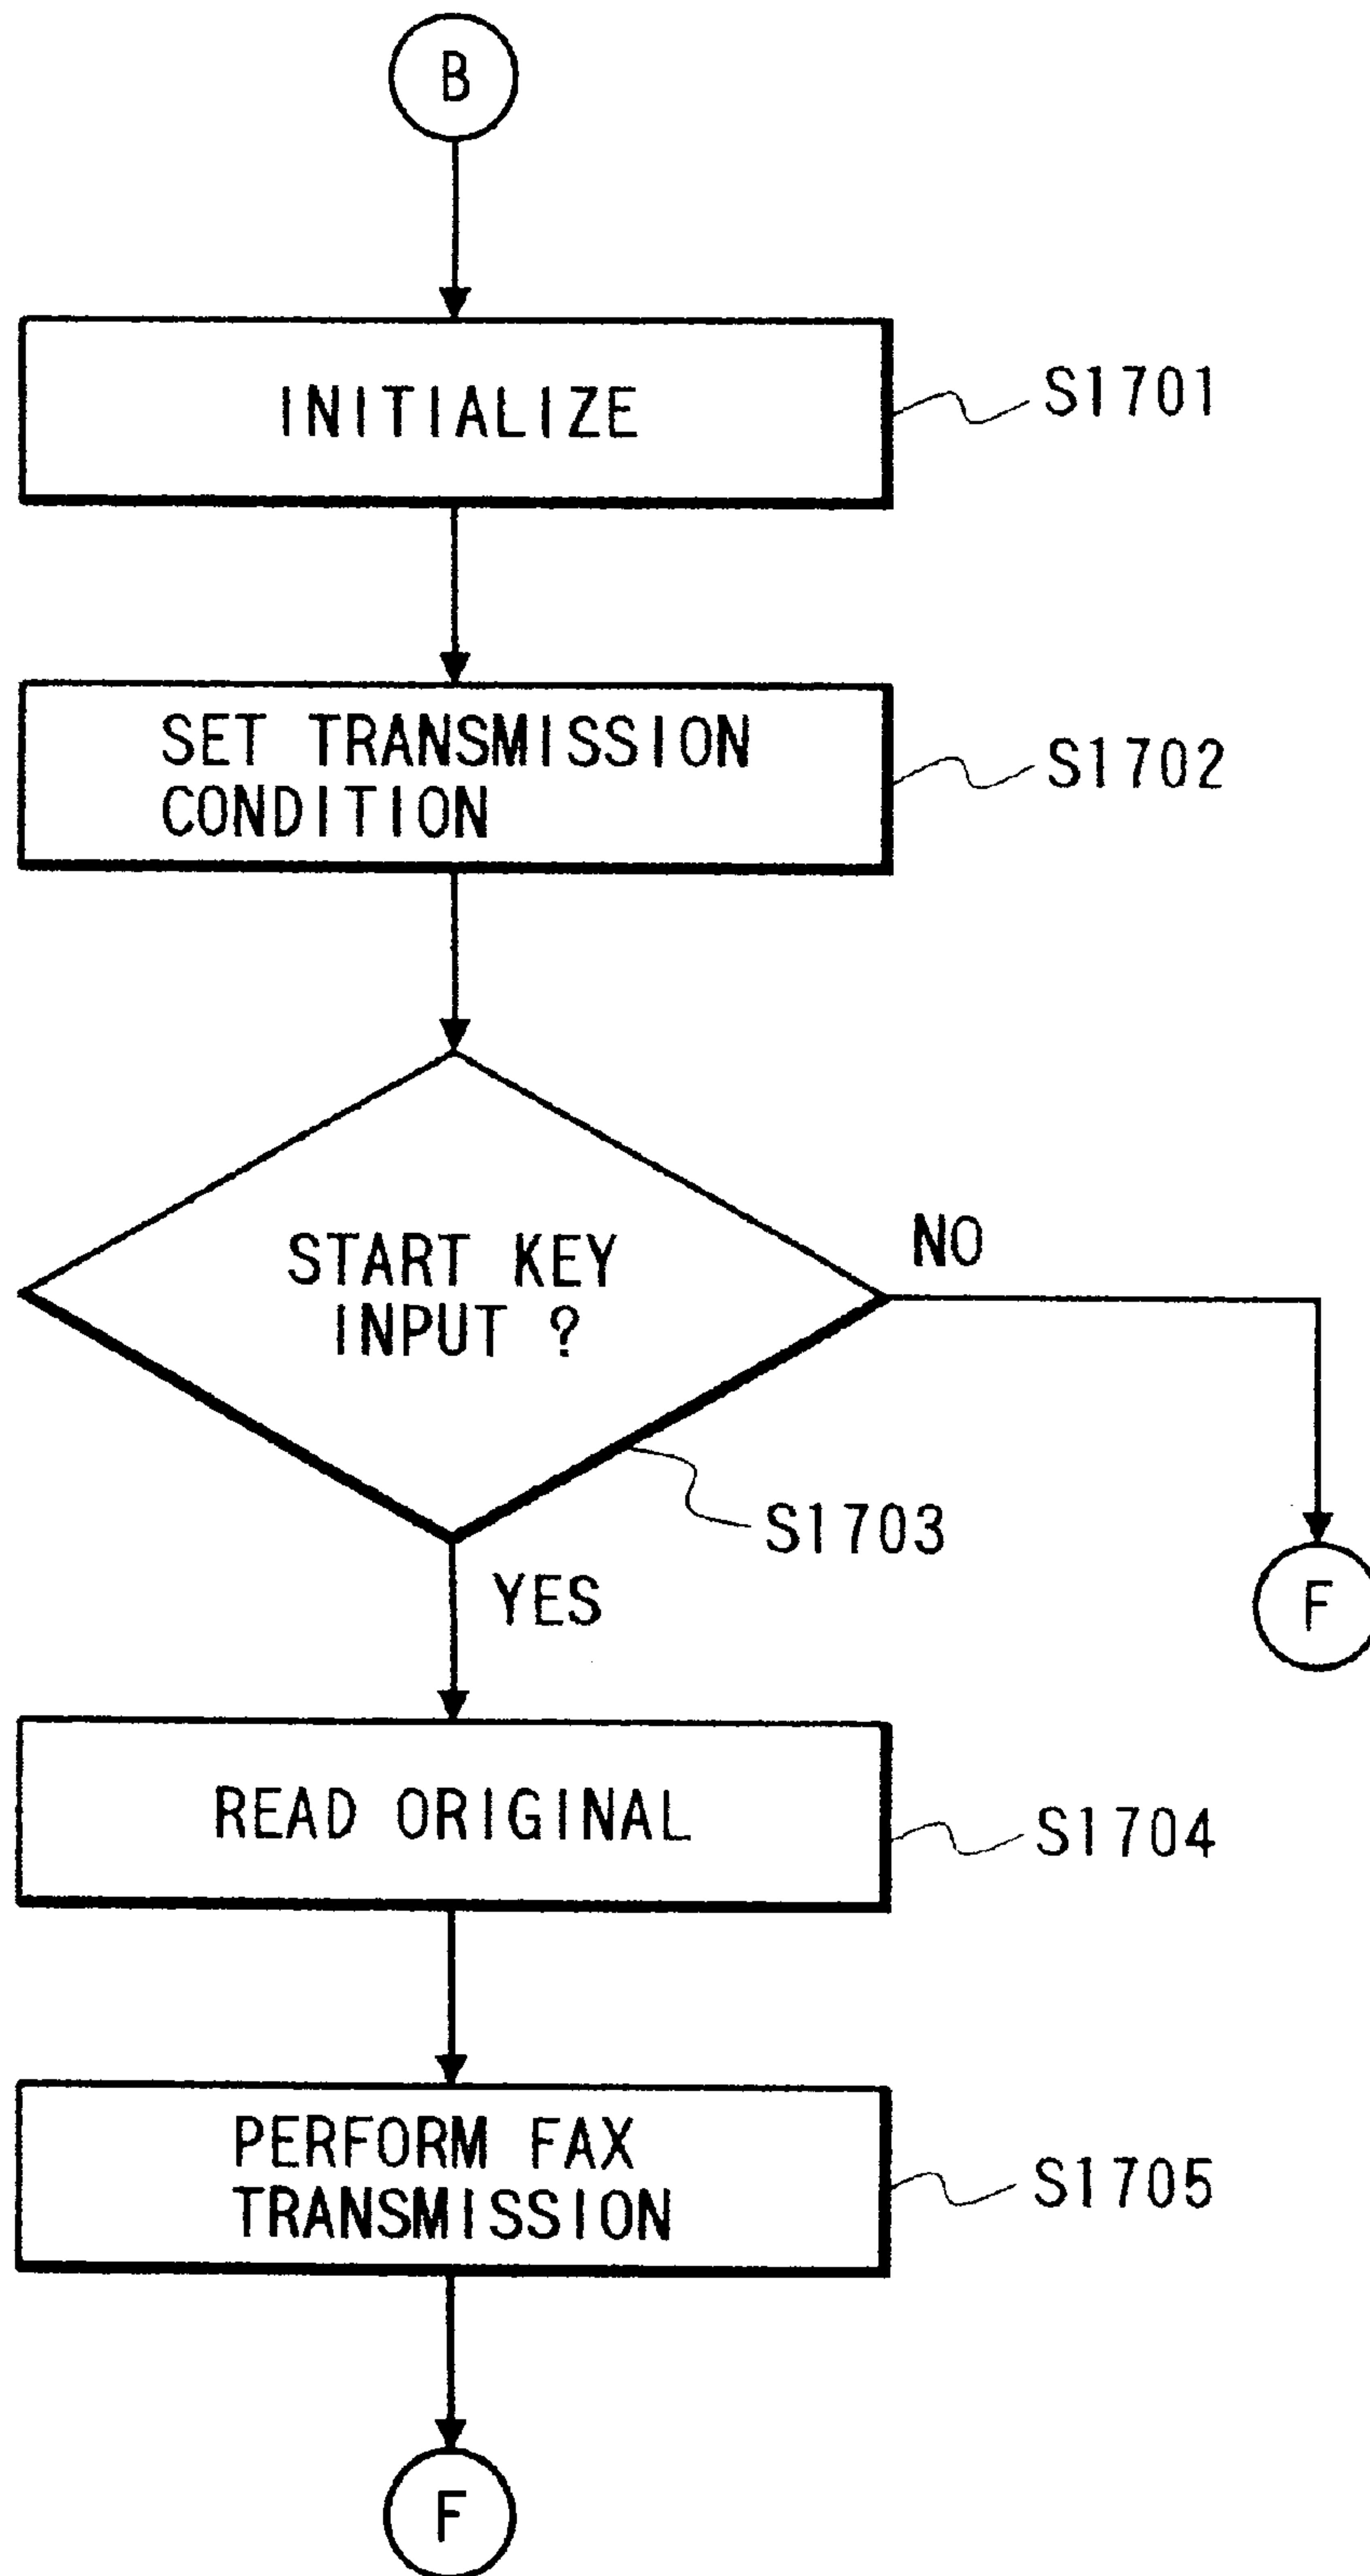 B
INITIALIZE
S1701
SET TRANSMISSION
CONDITION
S1702
START KEY
INPUT ?
NO
S1703
YES
F
READ ORIGINAL
S1704
PERFORM FAX
TRANSMISSION
S1705
F